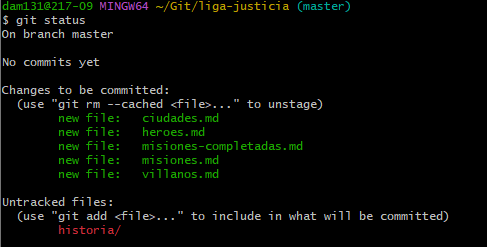 dam131@217-09 MINGW64 ~/Git/liga-justicia (master)
$ git status
On branch master

No commits yet

Changes to be committed:
  (use "git rm --cached <file>..." to unstage)
        new file:   ciudades.md
        new file:   heroes.md
        new file:   misiones-completadas.md
        new file:   misiones.md
        new file:   villanos.md

Untracked files:
  (use "git add <file>..." to include in what will be committed)
        historia/